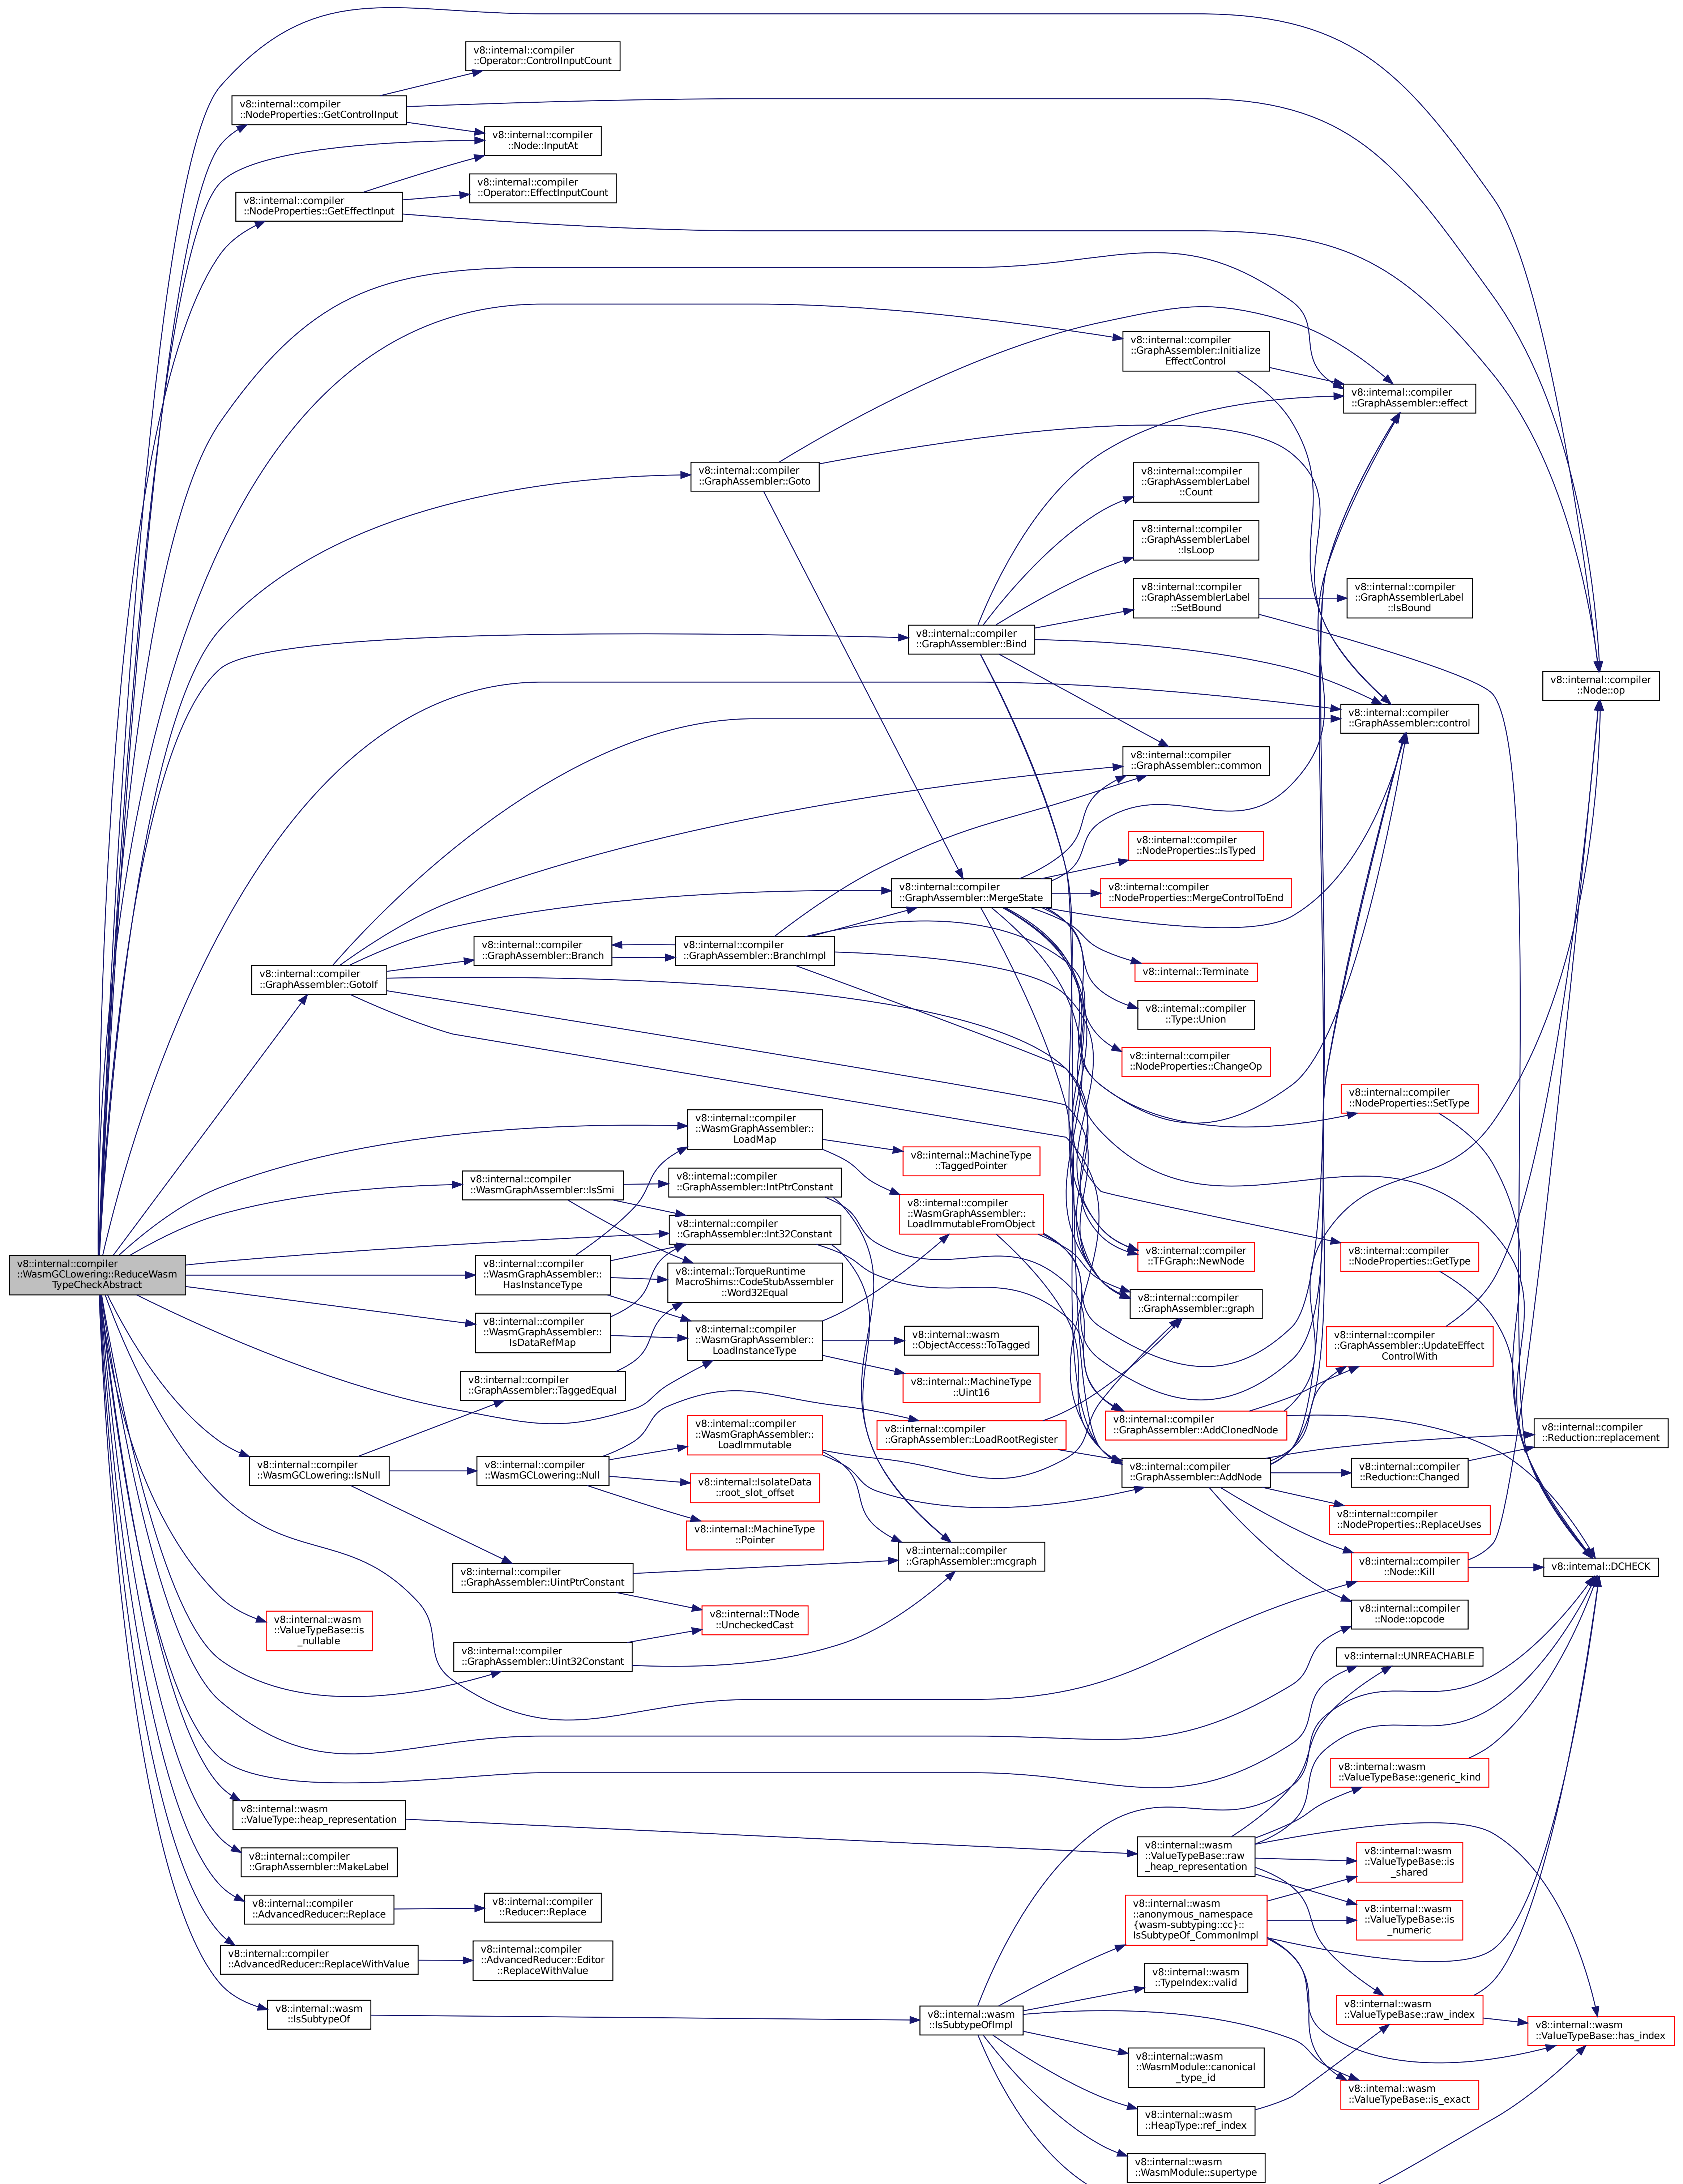 v8::internal::compiler
::WasmGCLowering::ReduceWasm
TypeCheckAbstract
v8::internal::compiler
::Operator::ControlInputCount
v8::internal::compiler
::NodeProperties::GetControlInput
v8::internal::compiler
::Node::InputAt
v8::internal::compiler
::Operator::EffectInputCount
v8::internal::compiler
::NodeProperties::GetEffectInput
v8::internal::compiler
::GraphAssembler::Initialize
EffectControl
v8::internal::compiler
::GraphAssembler::effect
v8::internal::compiler
::GraphAssembler::Goto
v8::internal::compiler
::GraphAssemblerLabel
::Count
v8::internal::compiler
::GraphAssemblerLabel
::IsLoop
v8::internal::compiler
::GraphAssemblerLabel
::SetBound
v8::internal::compiler
::GraphAssemblerLabel
::IsBound
v8::internal::compiler
::GraphAssembler::Bind
v8::internal::compiler
::Node::op
v8::internal::compiler
::GraphAssembler::control
v8::internal::compiler
::GraphAssembler::common
v8::internal::compiler
::NodeProperties::IsTyped
v8::internal::compiler
::GraphAssembler::MergeState
v8::internal::compiler
::NodeProperties::MergeControlToEnd
v8::internal::compiler
::GraphAssembler::Branch
v8::internal::compiler
::GraphAssembler::BranchImpl
v8::internal::Terminate
v8::internal::compiler
::GraphAssembler::GotoIf
v8::internal::compiler
::Type::Union
v8::internal::compiler
::NodeProperties::ChangeOp
v8::internal::compiler
::NodeProperties::SetType
v8::internal::compiler
::WasmGraphAssembler::
LoadMap
v8::internal::MachineType
::TaggedPointer
v8::internal::compiler
::WasmGraphAssembler::IsSmi
v8::internal::compiler
::GraphAssembler::IntPtrConstant
v8::internal::compiler
::WasmGraphAssembler::
LoadImmutableFromObject
v8::internal::compiler
::GraphAssembler::Int32Constant
v8::internal::compiler
::TFGraph::NewNode
v8::internal::compiler
::NodeProperties::GetType
v8::internal::compiler
::WasmGraphAssembler::
HasInstanceType
v8::internal::TorqueRuntime
MacroShims::CodeStubAssembler
::Word32Equal
v8::internal::compiler
::GraphAssembler::graph
v8::internal::compiler
::WasmGraphAssembler::
IsDataRefMap
v8::internal::compiler
::WasmGraphAssembler::
LoadInstanceType
v8::internal::wasm
::ObjectAccess::ToTagged
v8::internal::compiler
::GraphAssembler::UpdateEffect
ControlWith
v8::internal::compiler
::GraphAssembler::TaggedEqual
v8::internal::MachineType
::Uint16
v8::internal::compiler
::GraphAssembler::AddClonedNode
v8::internal::compiler
::Reduction::replacement
v8::internal::compiler
::WasmGraphAssembler::
LoadImmutable
v8::internal::compiler
::GraphAssembler::LoadRootRegister
v8::internal::compiler
::WasmGCLowering::IsNull
v8::internal::compiler
::WasmGCLowering::Null
v8::internal::compiler
::GraphAssembler::AddNode
v8::internal::compiler
::Reduction::Changed
v8::internal::IsolateData
::root_slot_offset
v8::internal::compiler
::NodeProperties::ReplaceUses
v8::internal::MachineType
::Pointer
v8::internal::compiler
::GraphAssembler::mcgraph
v8::internal::compiler
::Node::Kill
v8::internal::DCHECK
v8::internal::compiler
::GraphAssembler::UintPtrConstant
v8::internal::TNode
::UncheckedCast
v8::internal::compiler
::Node::opcode
v8::internal::wasm
::ValueTypeBase::is
_nullable
v8::internal::compiler
::GraphAssembler::Uint32Constant
v8::internal::UNREACHABLE
v8::internal::wasm
::ValueTypeBase::generic_kind
v8::internal::wasm
::ValueType::heap_representation
v8::internal::wasm
::ValueTypeBase::raw
_heap_representation
v8::internal::compiler
::GraphAssembler::MakeLabel
v8::internal::wasm
::ValueTypeBase::is
_shared
v8::internal::compiler
::AdvancedReducer::Replace
v8::internal::compiler
::Reducer::Replace
v8::internal::wasm
::anonymous_namespace
{wasm-subtyping::cc}::
IsSubtypeOf_CommonImpl
v8::internal::wasm
::ValueTypeBase::is
_numeric
v8::internal::compiler
::AdvancedReducer::ReplaceWithValue
v8::internal::compiler
::AdvancedReducer::Editor
::ReplaceWithValue
v8::internal::wasm
::TypeIndex::valid
v8::internal::wasm
::IsSubtypeOf
v8::internal::wasm
::IsSubtypeOfImpl
v8::internal::wasm
::ValueTypeBase::raw_index
v8::internal::wasm
::ValueTypeBase::has_index
v8::internal::wasm
::WasmModule::canonical
_type_id
v8::internal::wasm
::ValueTypeBase::is_exact
v8::internal::wasm
::HeapType::ref_index
v8::internal::wasm
::WasmModule::supertype